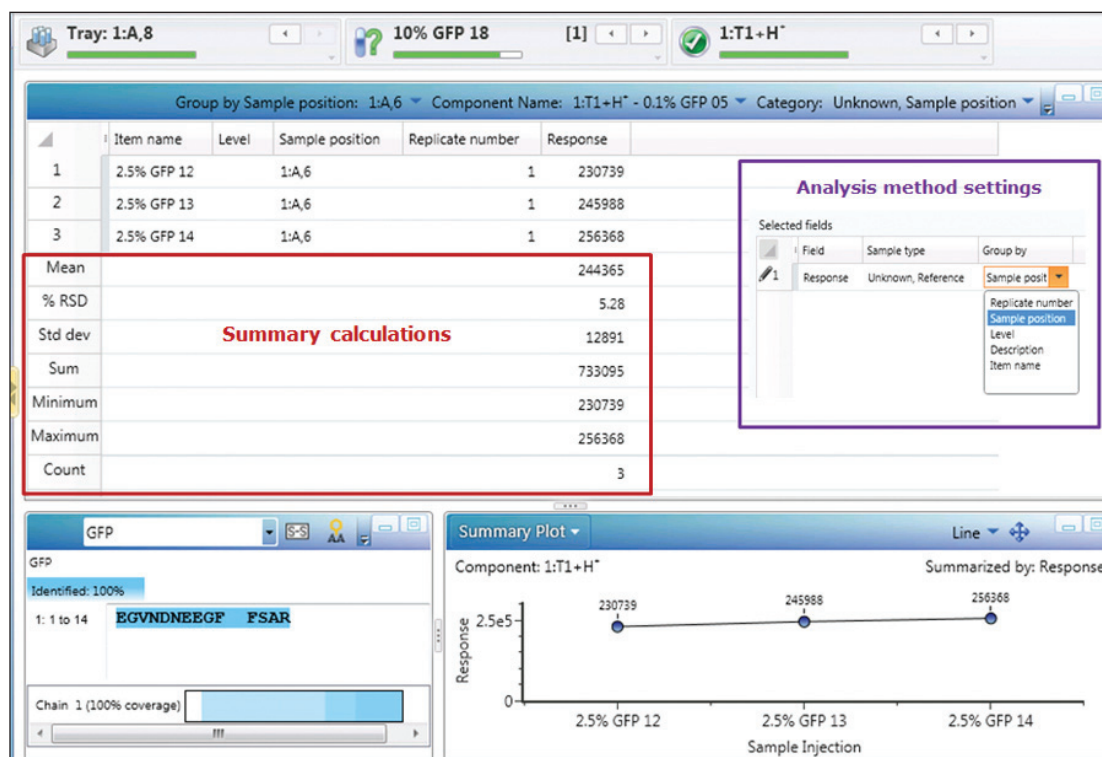 Tray: 1:A,8
10% GFP 18 [1]
1:T1+H⁺
Group by Sample position: 1:A,6 Component Name: 1:T1+H⁺ - 0.1% GFP 05 Category: Unknown, Sample position
Item name Level Sample position Replicate number Response
1 2.5% GFP 12 1:A,6 1 230739
2 2.5% GFP 13 1:A,6 1 245988
3 2.5% GFP 14 1:A,6 1 256368
Mean 244365
% RSD 5.28
Std dev 12891
Sum 733095
Minimum 230739
Maximum 256368
Count 3
Summary calculations
Analysis method settings
Selected fields
Field Sample type Group by
1 Response Unknown, Reference Sample posit
Replicate number
Sample position
Level
Description
Item name
GFP
S-S
AA
GFP
Identified: 100%
1: 1 to 14 EGVNDNEEGF FSAR
Chain 1 (100% coverage)
Summary Plot Line
Component: 1:T1+H⁺ Summarized by: Response
230739 245988 256368
Response
2.5e5
0
2.5% GFP 12 2.5% GFP 13 2.5% GFP 14
Sample Injection